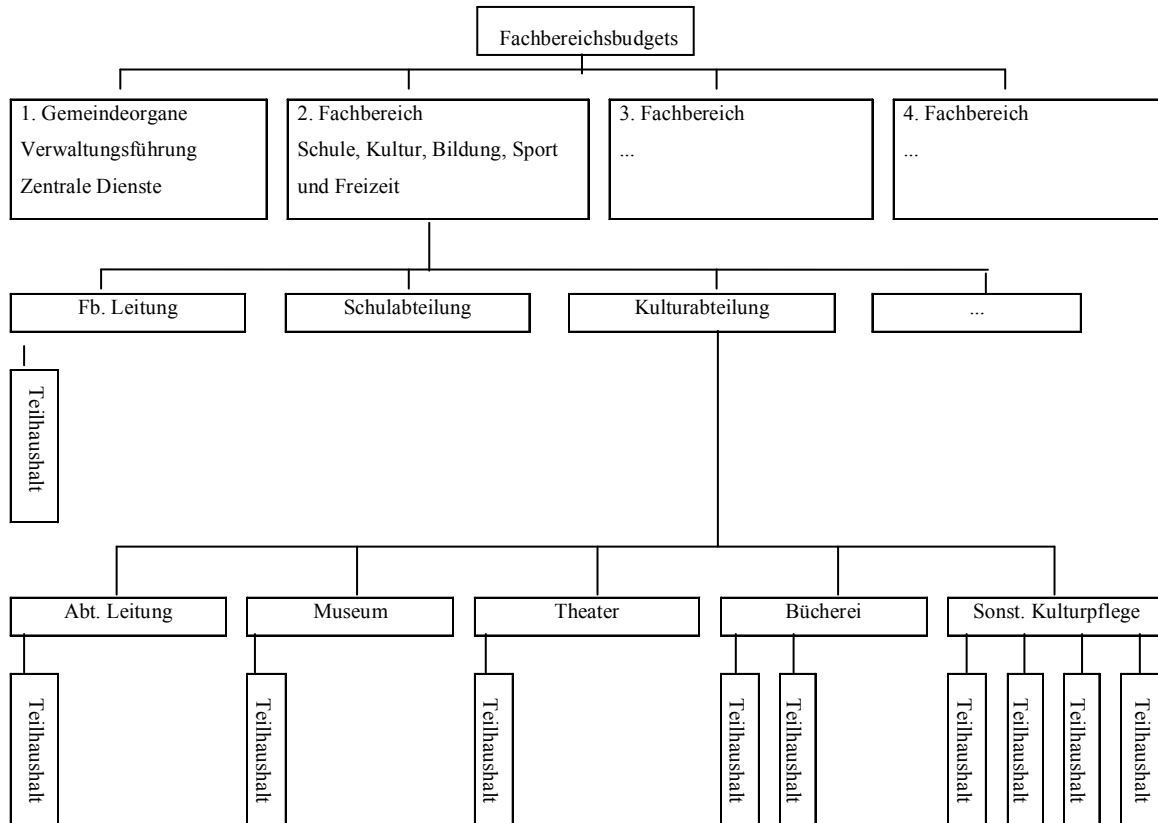 Fachbereichsbudgets
1. Gemeindeorgane
Verwaltungsführung
Zentrale Dienste
2. Fachbereich
Schule, Kultur, Bildung, Sport
und Freizeit
3. Fachbereich
...
4. Fachbereich
...
Fb. Leitung
Schulabteilung
Kulturabteilung
...
Teilhaushalt
Abt. Leitung
Museum
Theater
Bücherei
Sonst. Kulturpflege
Teilhaushalt
Teilhaushalt
Teilhaushalt
Teilhaushalt
Teilhaushalt
Teilhaushalt
Teilhaushalt
Teilhaushalt
Teilhaushalt